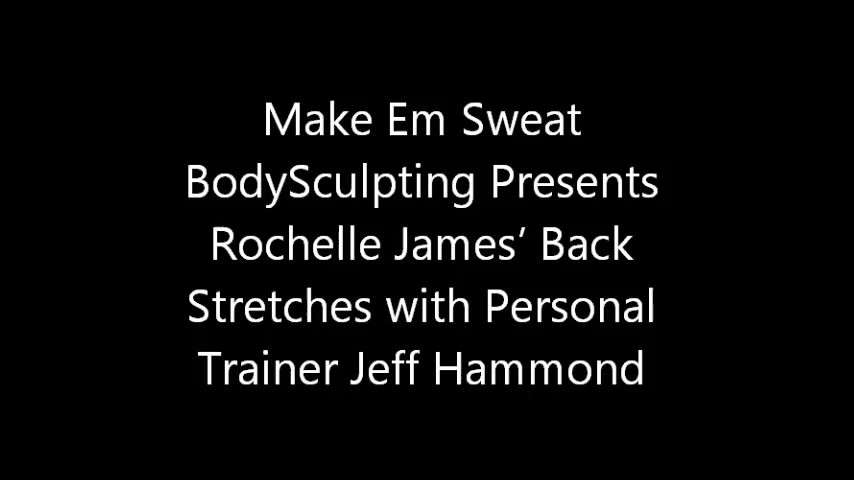 Make Em Sweat
BodySculpting Presents
Rochelle James’ Back
Stretches with Personal
Trainer Jeff Hammond